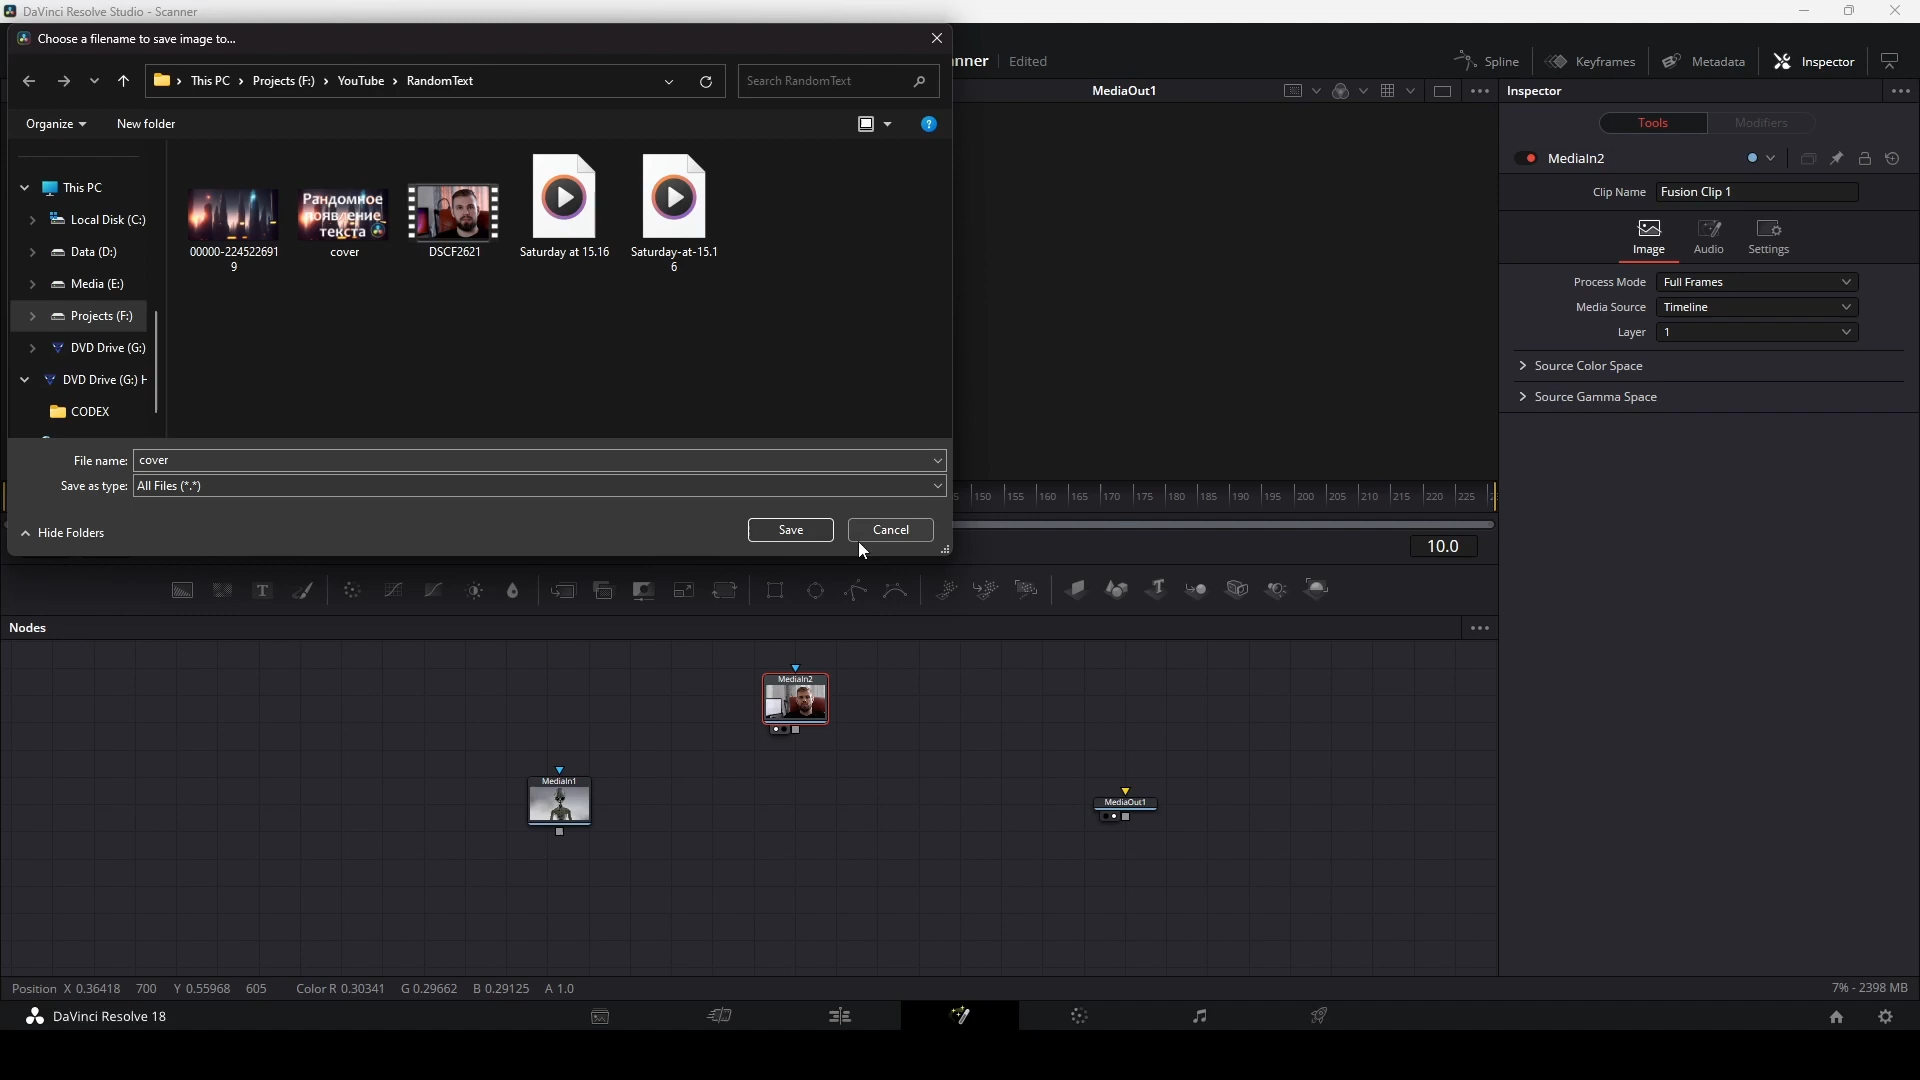 DaVinci Resolve Studio - Scanner
Choose a filename to save image to...
nner
Edited
Spline
Keyframes
Metadata
Inspector
This PC
Projects (F:)
YouTube
RandomText
Search RandomText
MediaOut1
Inspector
Organize
New folder
Tools
Modifiers
MediaIn2
Clip Name
Fusion Clip 1
This PC
Local Disk (C:)
Data (D:)
Media (E:)
Projects (F:)
DVD Drive (G:)
DVD Drive (G:) H
CODEX
Рандомное
появление
текста
00000-224522691
9
cover
DSCF2621
Saturday at 15.16
Saturday-at-15.1
6
Image
Audio
Settings
Process Mode
Full Frames
Media Source
Timeline
Layer
1
Source Color Space
Source Gamma Space
File name:
cover
Save as type:
All Files (*.*)
Hide Folders
Save
Cancel
5 150 155 160 165 170 175 180 185 190 195 200 205 210 215 220 225
10.0
Nodes
MediaIn2
MediaIn1
MediaOut1
Position X 0.36418 700 Y 0.55968 605 Color R 0.30341 G 0.29662 B 0.29125 A 1.0
7% - 2398 MB
DaVinci Resolve 18